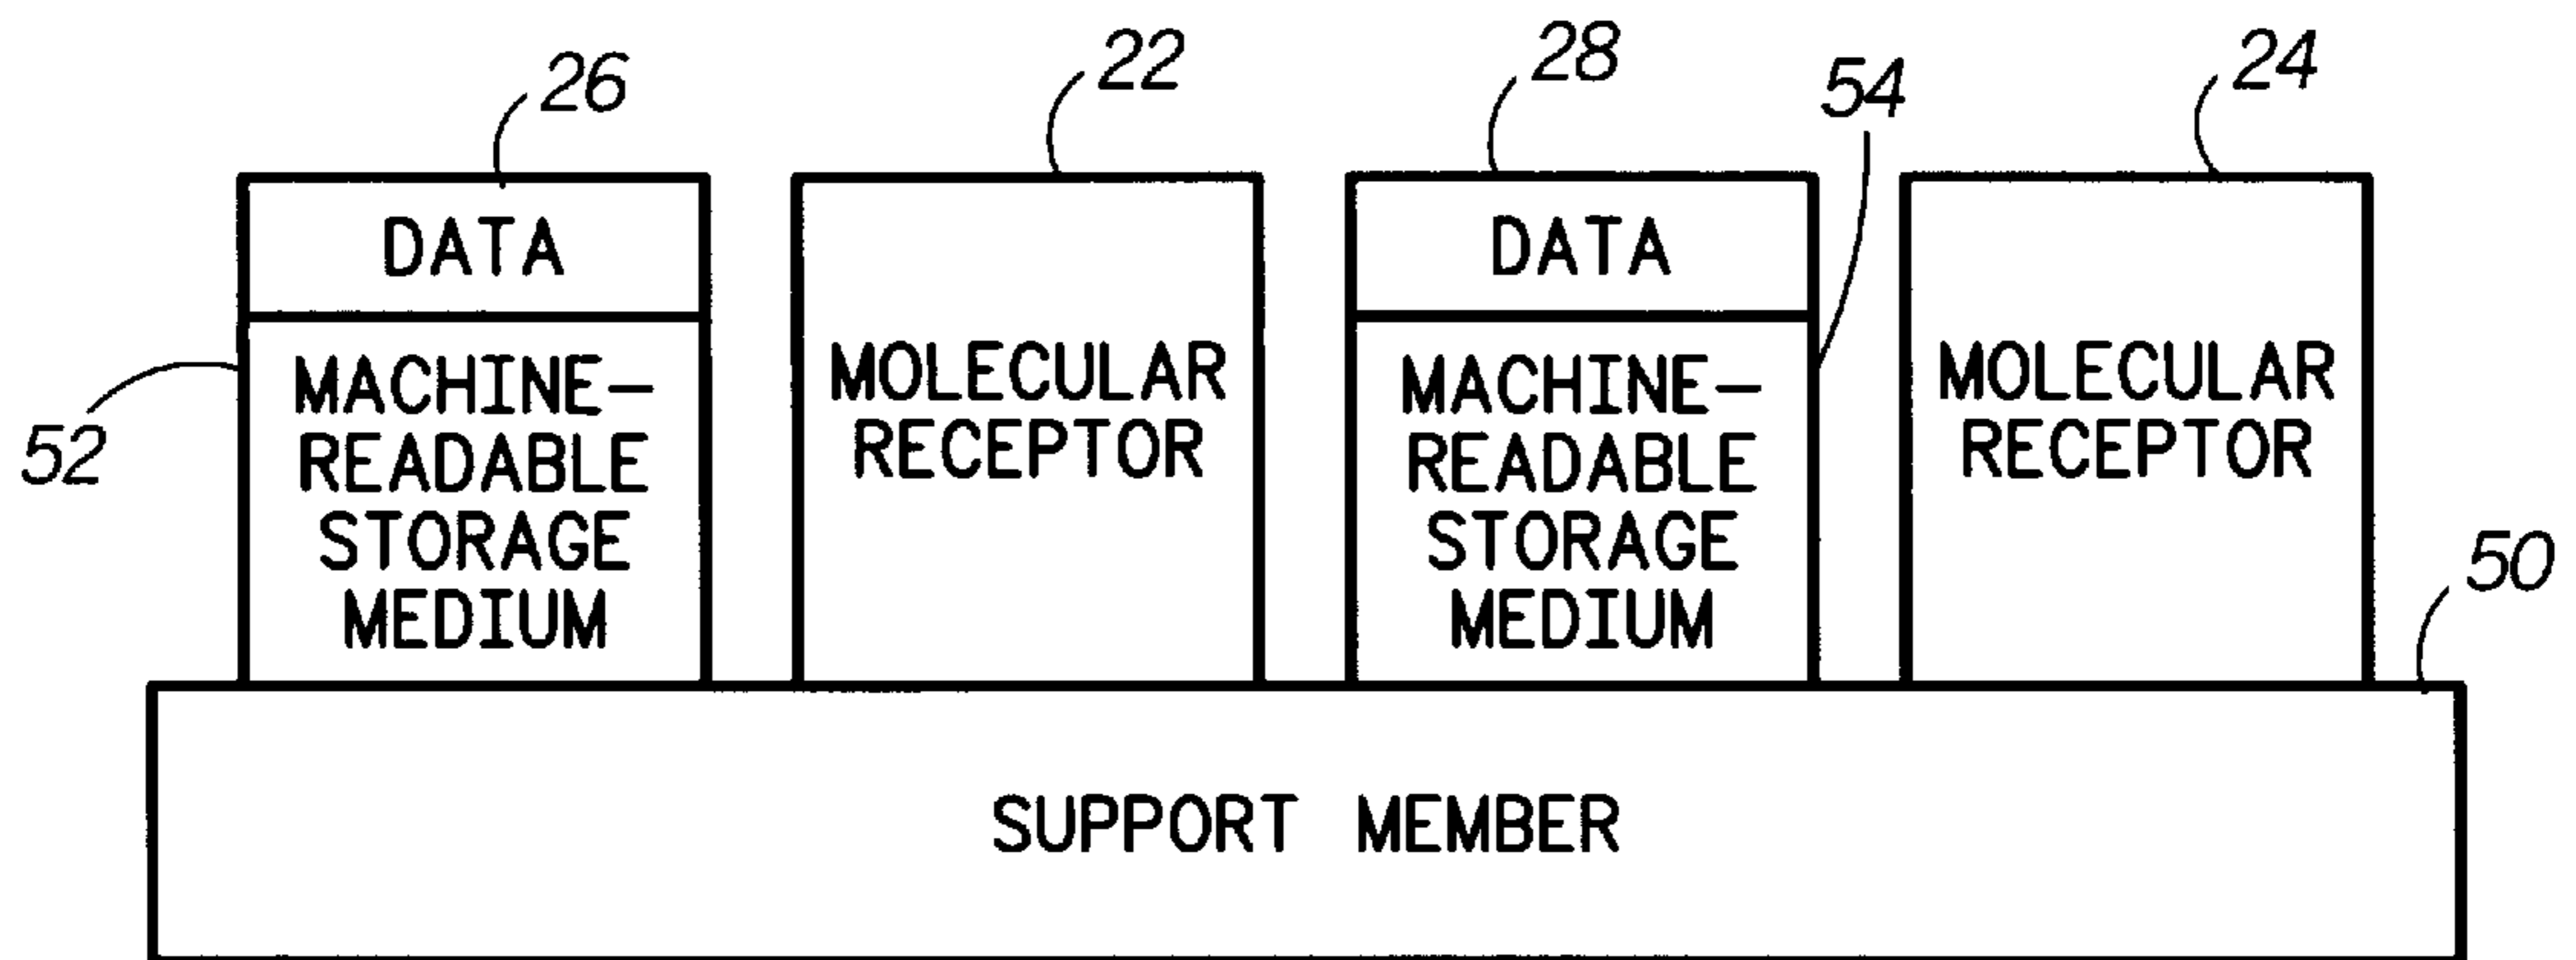 26
22
28
54
24
DATA
DATA
MACHINE-
READABLE
STORAGE
MEDIUM
MOLECULAR
RECEPTOR
MACHINE-
READABLE
STORAGE
MEDIUM
MOLECULAR
RECEPTOR
52
50
SUPPORT MEMBER